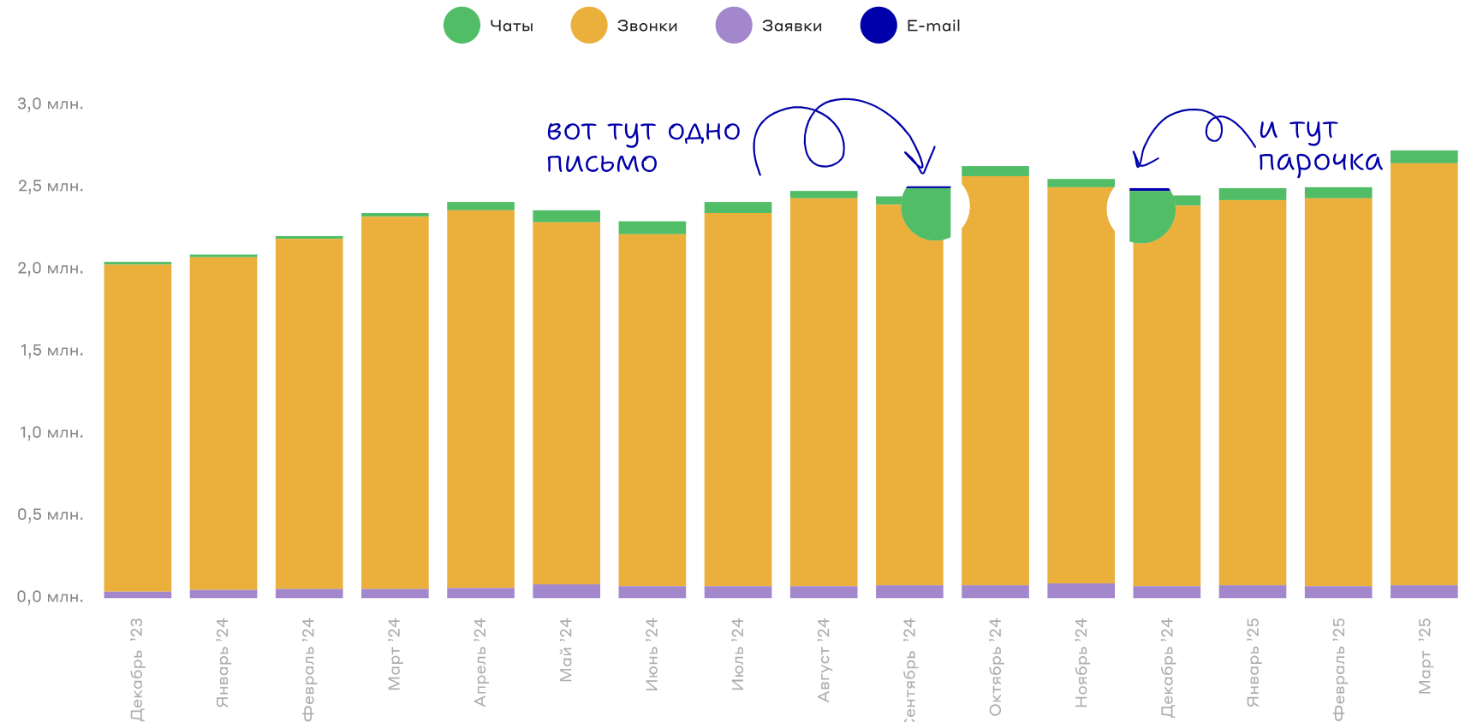 Чаты Звонки Заявки E-mail
3,0 млн.
вот тут одно
письмо
и тут
парочка
2,5 млн.
2,0 млн.
1,5 млн.
1,0 млн.
0,5 млн.
0,0 млн.
Декабрь '23
Январь '24
Февраль '24
Март '24
Апрель '24
Май '24
Июнь '24
Июль '24
Август '24
Сентябрь '24
Октябрь '24
Ноябрь '24
Декабрь '24
Январь '25
Февраль '25
Март '25